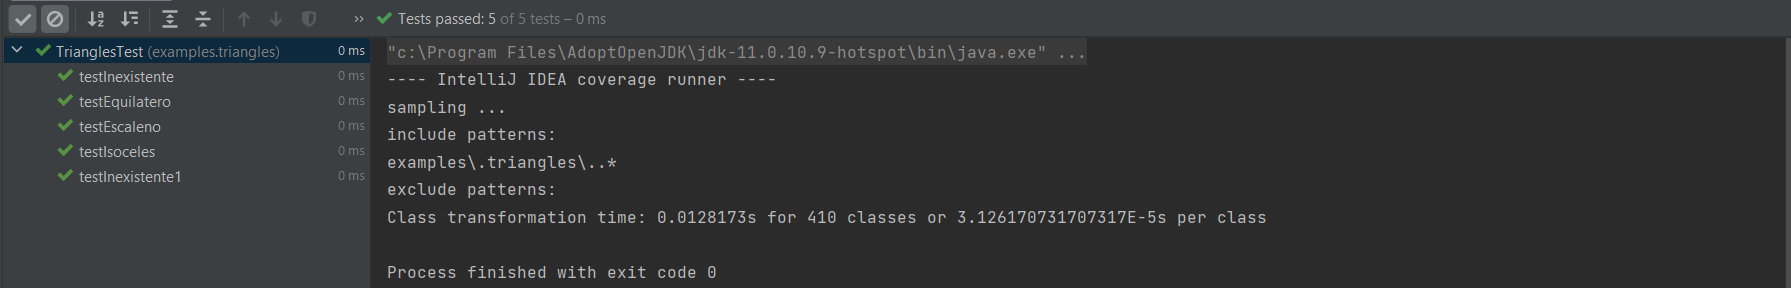 Tests passed: 5 of 5 tests – 0 ms
TrianglesTest (examples.triangles) 0 ms
testInexistente 0 ms
testEquilatero 0 ms
testEscaleno 0 ms
testIsoceles 0 ms
testInexistente1 0 ms
"c:\Program Files\AdoptOpenJDK\jdk-11.0.10.9-hotspot\bin\java.exe" ...
---- IntelliJ IDEA coverage runner ----
sampling ...
include patterns:
examples\.triangles\..*
exclude patterns:
Class transformation time: 0.0128173s for 410 classes or 3.126170731707317E-5s per class
Process finished with exit code 0